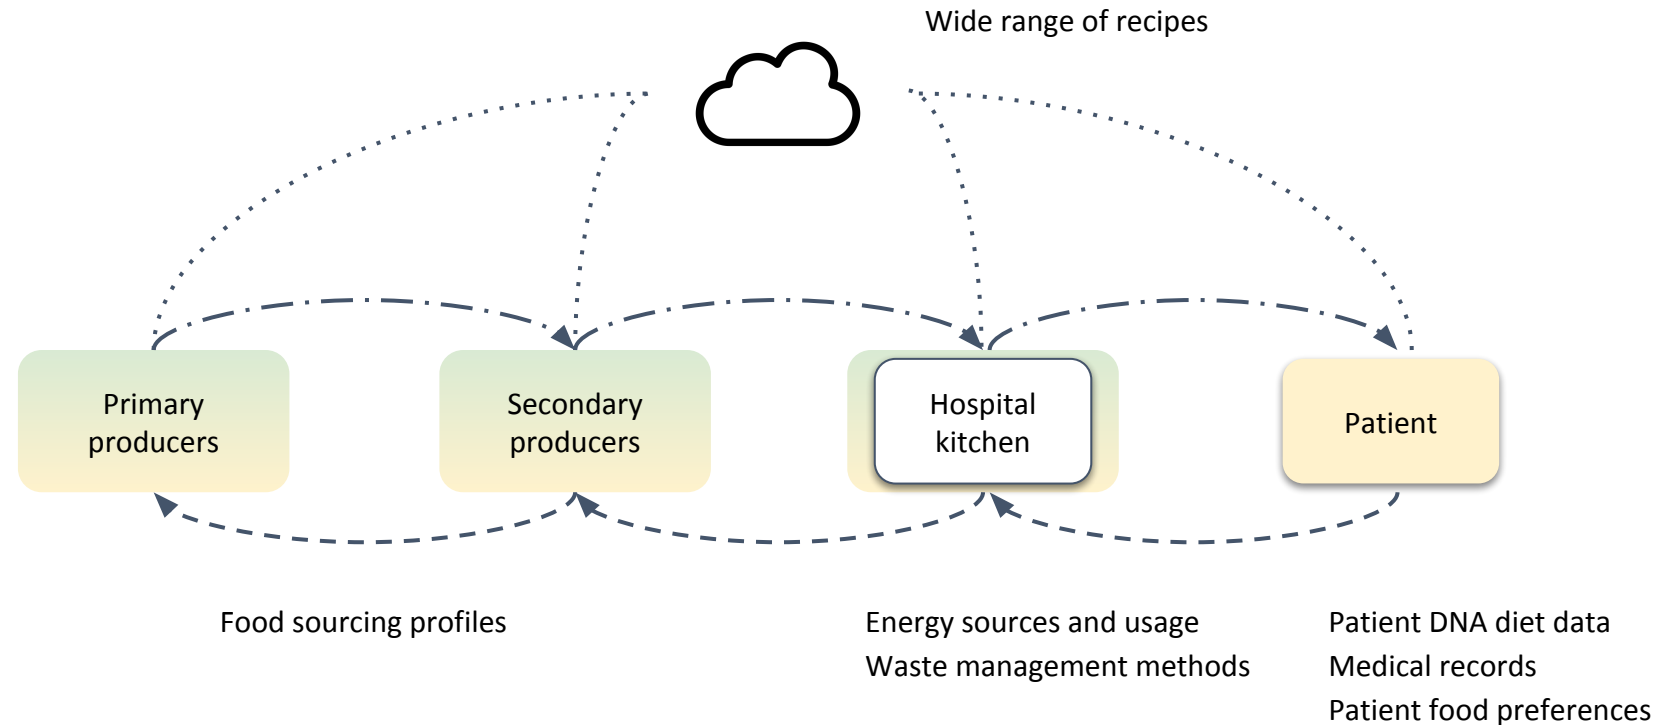 Wide range of recipes
Primary
producers
Secondary
producers
Hospital
kitchen
Patient
Food sourcing profiles
Energy sources and usage
Waste management methods
Patient DNA diet data
Medical records
Patient food preferences